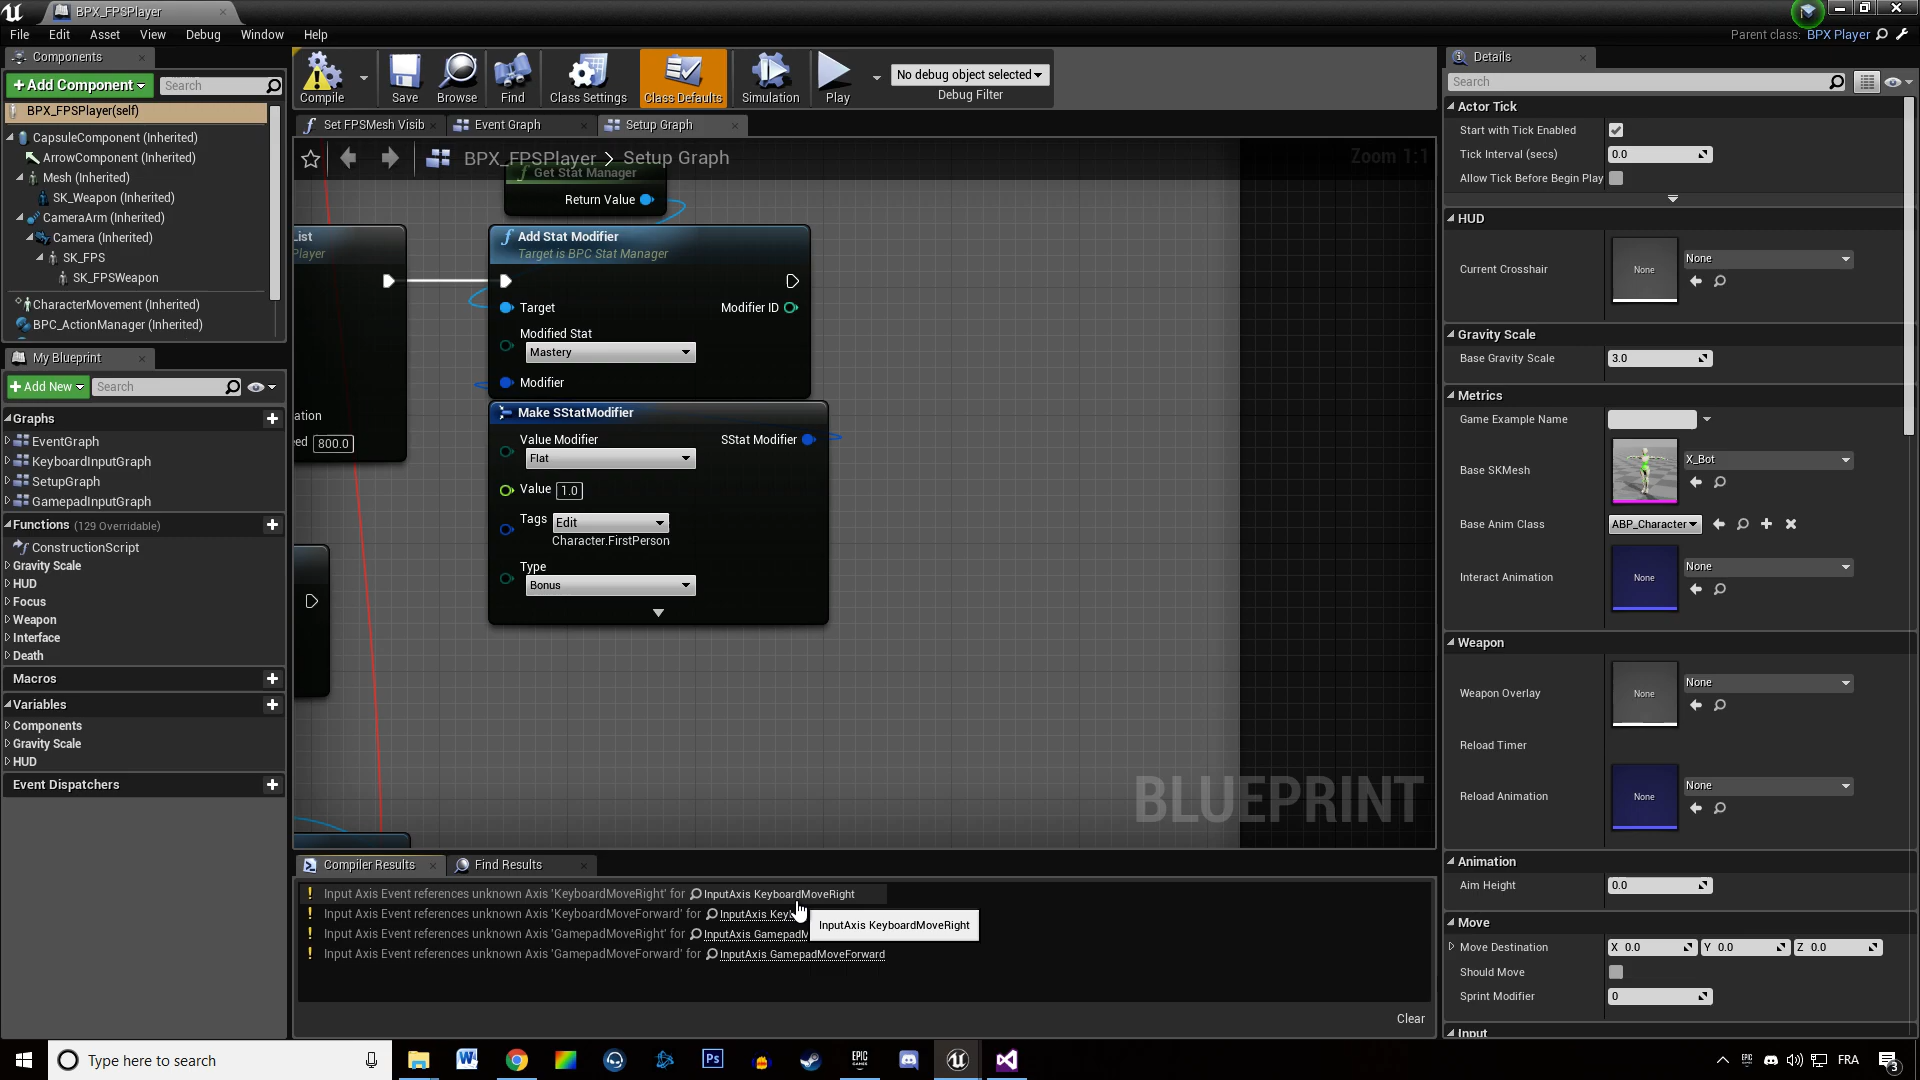 BPX_FPSPlayer
File Edit Asset View Debug Window Help
Parent class: BPX Player
Components
+Add Component
Search
BPX_FPSPlayer(self)
CapsuleComponent (Inherited)
ArrowComponent (Inherited)
Mesh (Inherited)
SK_Weapon (Inherited)
CameraArm (Inherited)
Camera (Inherited)
SK_FPS
SK_FPSWeapon
CharacterMovement (Inherited)
BPC_ActionManager (Inherited)
My Blueprint
+Add New
Search
Graphs
EventGraph
KeyboardInputGraph
SetupGraph
GamepadInputGraph
Functions (129 Overridable)
ConstructionScript
Gravity Scale
HUD
Focus
Weapon
Interface
Death
Macros
Variables
Components
Gravity Scale
HUD
Event Dispatchers
Compile
Save
Browse
Find
Class Settings
Class Defaults
Simulation
Play
No debug object selected
Debug Filter
Set FPSMesh Visib
Event Graph
Setup Graph
BPX_FPSPlayer > Setup Graph
Zoom 1:1
Get Stat Manager
Return Value
List
Player
ation
ed 800.0
Add Stat Modifier
Target is BPC Stat Manager
Target
Modifier ID
Modified Stat
Mastery
Modifier
Make SStatModifier
Value Modifier
SStat Modifier
Flat
Value 1.0
Tags Edit
Character.FirstPerson
Type
Bonus
BLUEPRINT
Compiler Results
Find Results
Input Axis Event references unknown Axis 'KeyboardMoveRight' for InputAxis KeyboardMoveRight
Input Axis Event references unknown Axis 'KeyboardMoveForward' for InputAxis Keyb
Input Axis Event references unknown Axis 'GamepadMoveRight' for InputAxis GamepadM
Input Axis Event references unknown Axis 'GamepadMoveForward' for InputAxis GamepadMoveForward
InputAxis KeyboardMoveRight
Clear
Details
Search
Actor Tick
Start with Tick Enabled
Tick Interval (secs) 0.0
Allow Tick Before Begin Play
HUD
Current Crosshair
None
None
Gravity Scale
Base Gravity Scale 3.0
Metrics
Game Example Name
Base SKMesh
X_Bot
Base Anim Class ABP_Character
Interact Animation
None
None
Weapon
Weapon Overlay
None
None
Reload Timer
Reload Animation
None
None
Animation
Aim Height 0.0
Move
Move Destination X 0.0 Y 0.0 Z 0.0
Should Move
Sprint Modifier 0
Input
Type here to search
Ps
EPIC GAMES
FRA
3